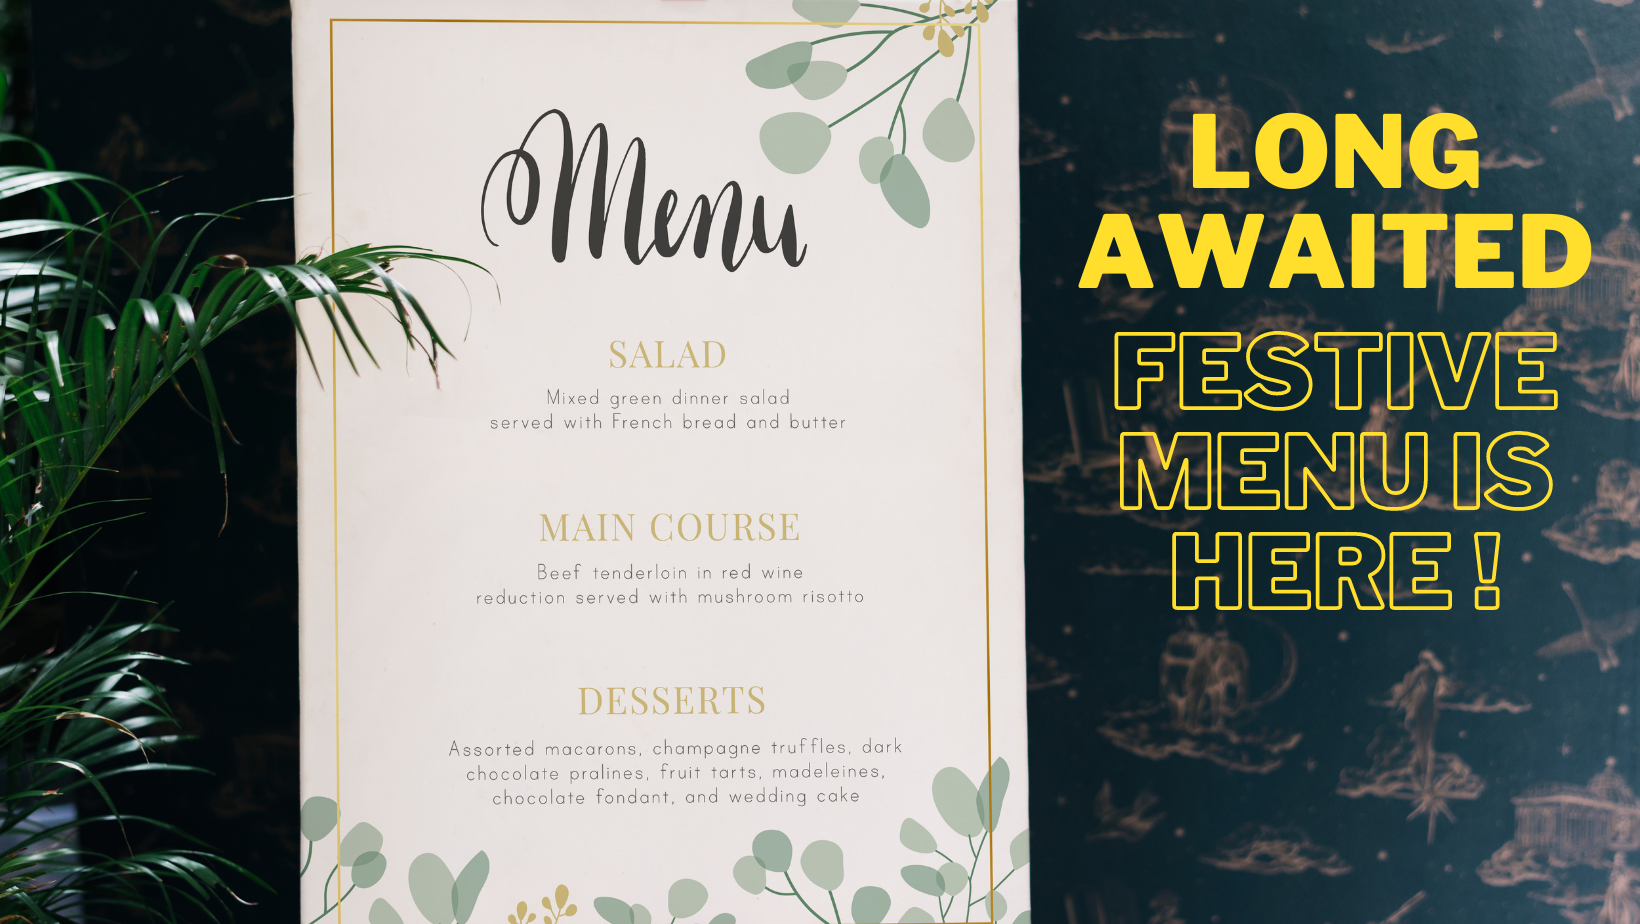 Menu
SALAD
Mixed green dinner salad
served with French bread and butter
MAIN COURSE
Beef tenderloin in red wine
reduction served with mushroom risotto
DESSERTS
Assorted macarons, champagne truffles, dark
chocolate pralines, fruit tarts, madeleines,
chocolate fondant, and wedding cake
LONG
AWAITED
FESTIVE
MENU IS
HERE !